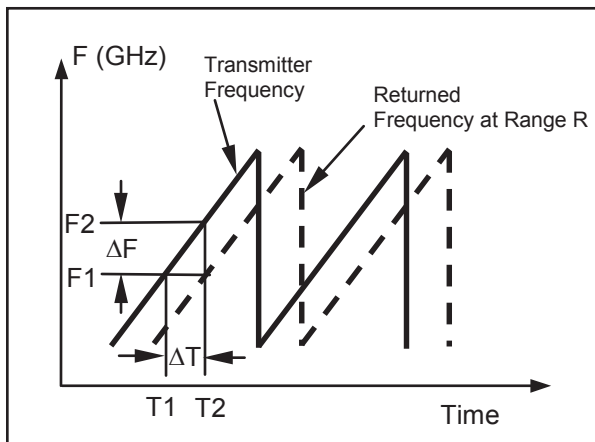 F (GHz)
Transmitter
Frequency
Returned
Frequency at Range R
F2
ΔF
F1
ΔT
T1 T2
Time